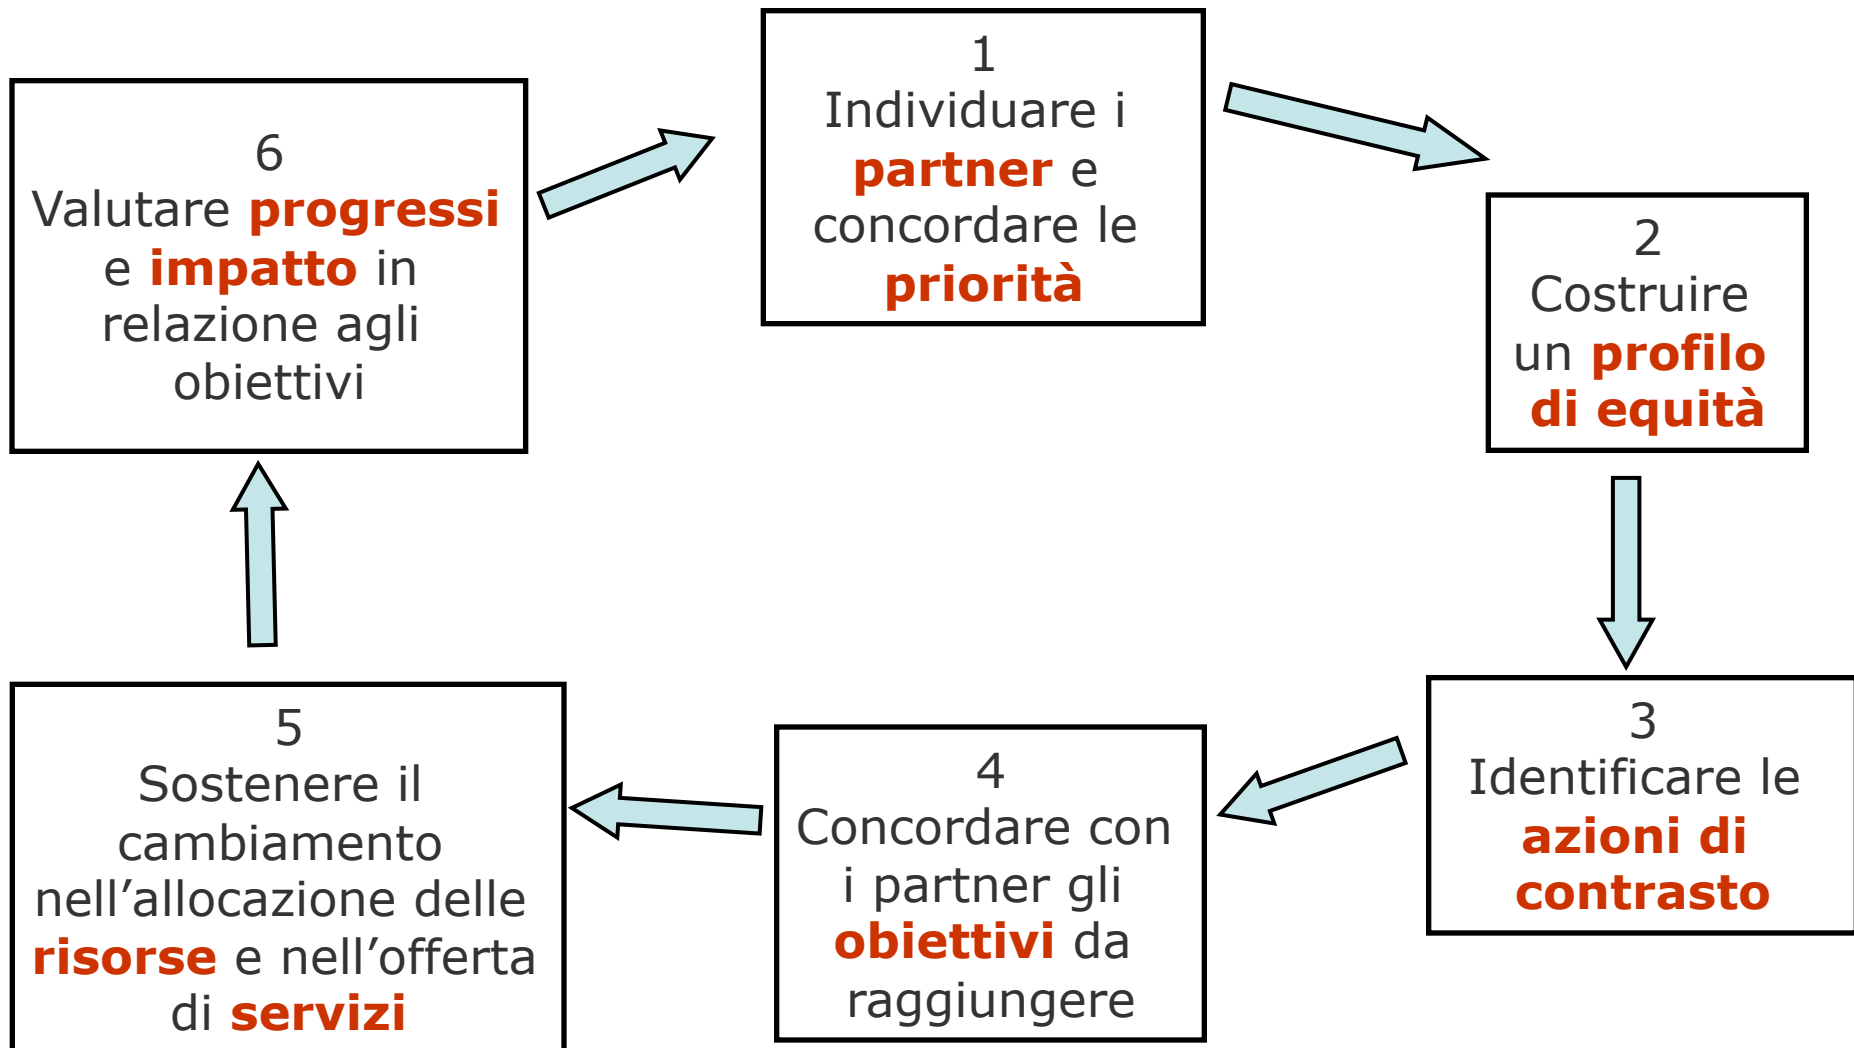 1
Individuare i
partner e
concordare le
priorità
2
Costruire
un profilo
di equità
3
Identificare le
azioni di
contrasto
4
Concordare con
i partner gli
obiettivi da
raggiungere
5
Sostenere il
cambiamento
nell’allocazione delle
risorse e nell’offerta
di servizi
6
Valutare progressi
e impatto in
relazione agli
obiettivi